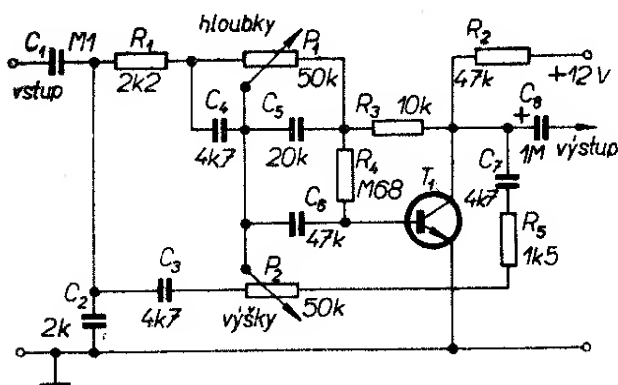 hloubky
C1 M1 R1 P1 R2
vstup 2k2 50k 47k +12V
C4 C5 R3 10k C8
+
4k7 20k R4 1M výstup
M68 T1 C7
C6 4k7
47k R5
C3 P2 1k5
C2
2k 4k7 výšky 50k